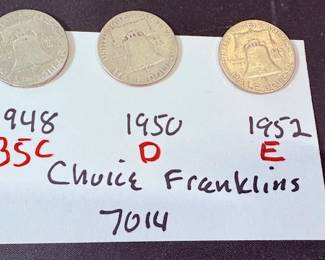 948 1950 1952
35C D E
Choice Franklins
7014